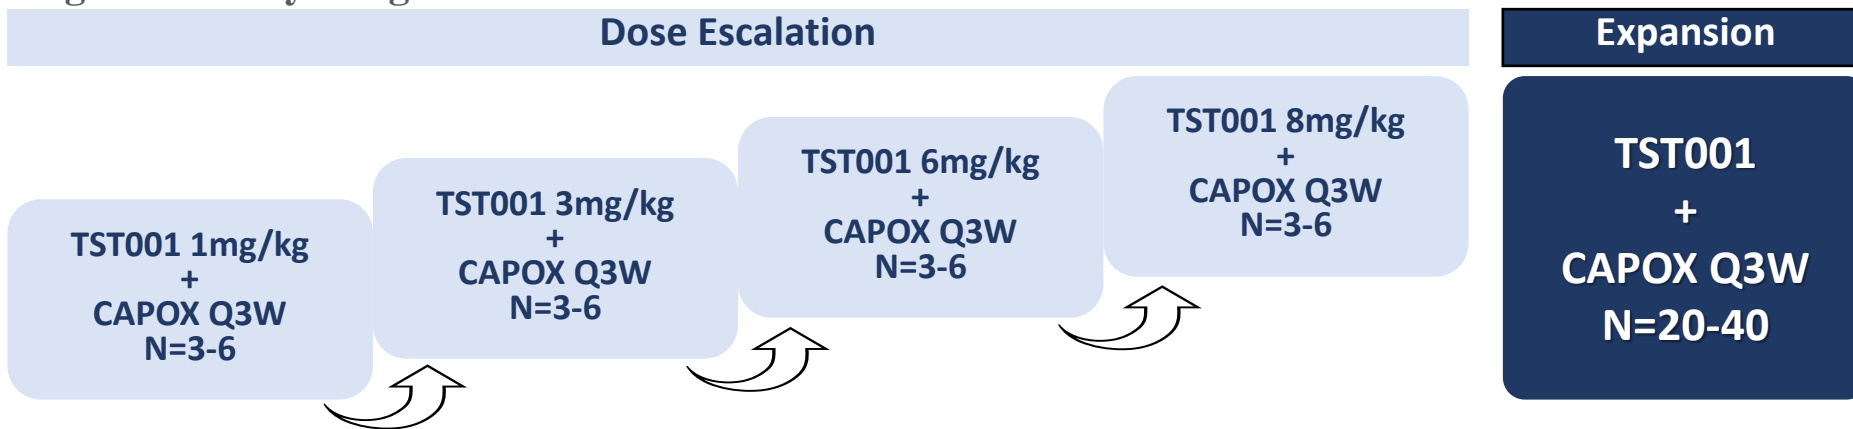 Dose Escalation
Expansion
TST001 1mg/kg
+
CAPOX Q3W
N=3-6
TST001 3mg/kg
+
CAPOX Q3W
N=3-6
TST001 6mg/kg
+
CAPOX Q3W
N=3-6
TST001 8mg/kg
+
CAPOX Q3W
N=3-6
TST001
+
CAPOX Q3W
N=20-40